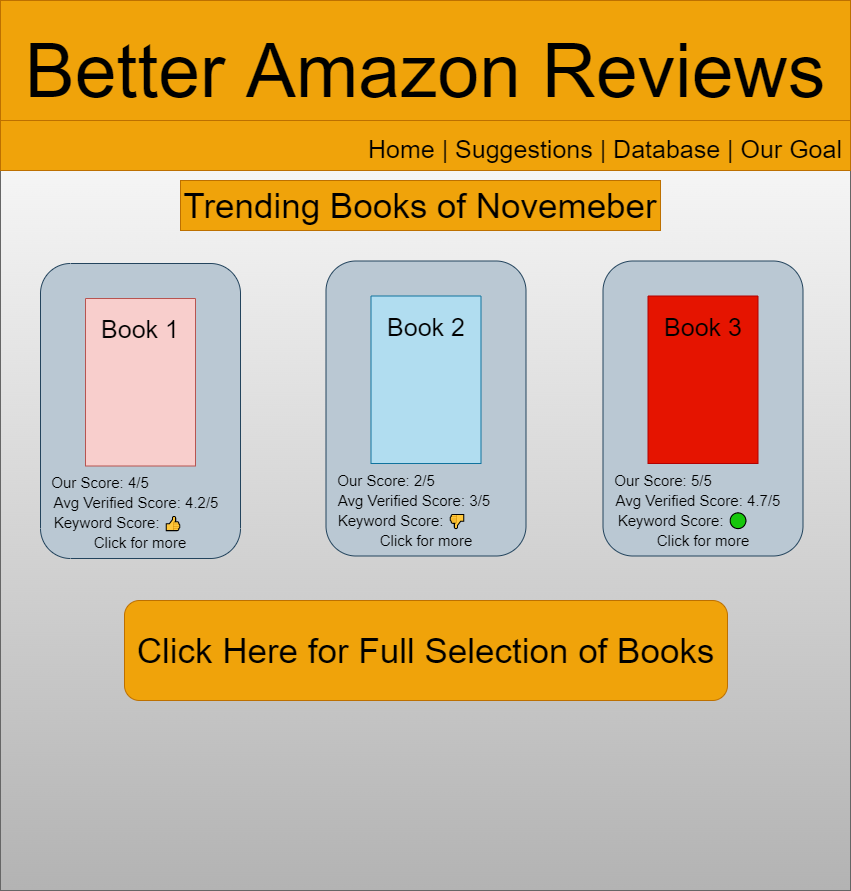 Better Amazon Reviews
Home | Suggestions | Database | Our Goal
Trending Books of Novemeber
Book 1
Our Score: 4/5
Avg Verified Score: 4.2/5
Keyword Score: 👍
Click for more
Book 2
Our Score: 2/5
Avg Verified Score: 3/5
Keyword Score: 👎
Click for more
Book 3
Our Score: 5/5
Avg Verified Score: 4.7/5
Keyword Score:
Click for more
Click Here for Full Selection of Books